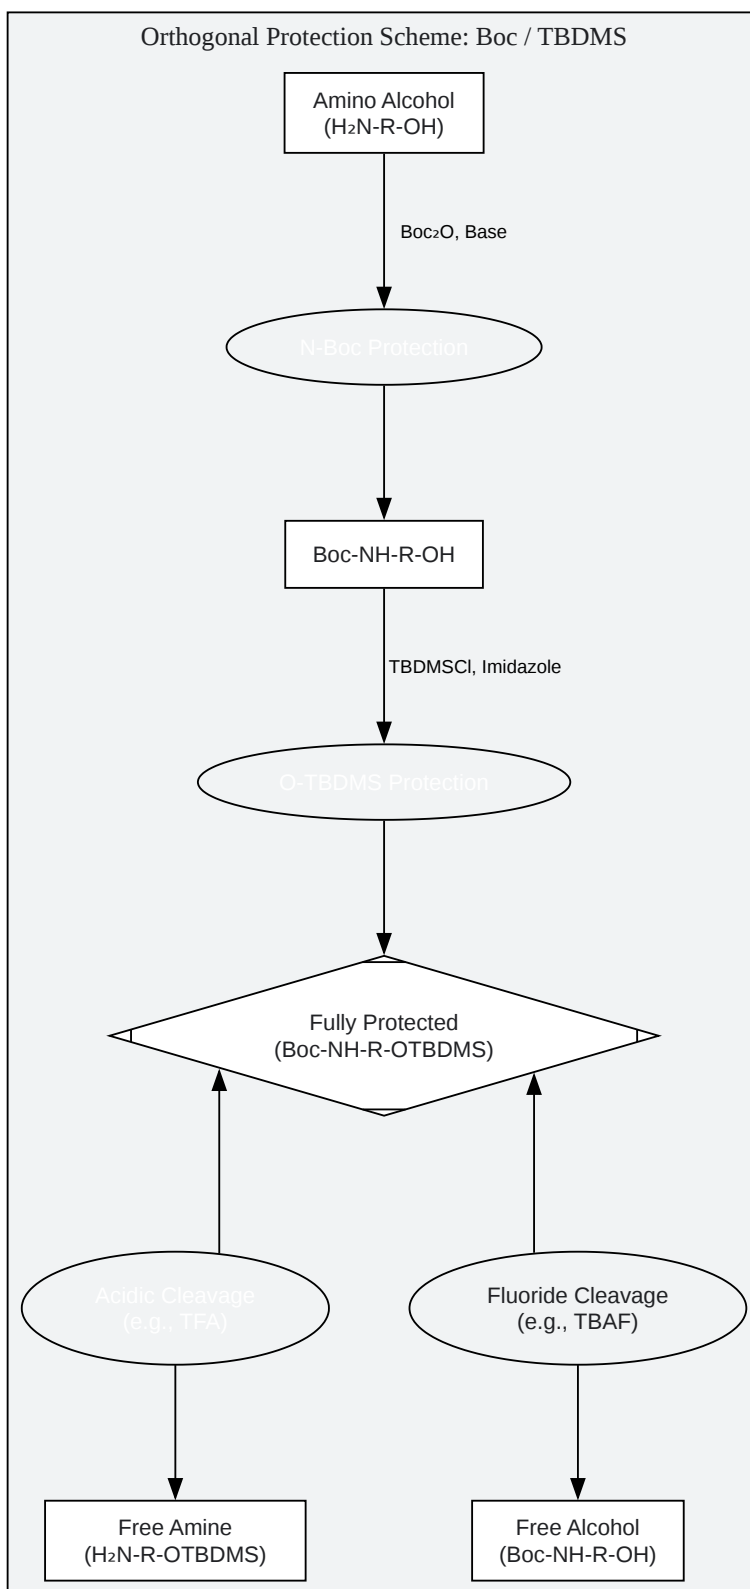 Orthogonal Protection Scheme: Boc / TBDMS
Amino Alcohol
(H₂N-R-OH)
Boc₂O, Base
N-Boc Protection
Boc-NH-R-OH
TBDMSCl, Imidazole
O-TBDMS Protection
Fully Protected
(Boc-NH-R-OTBDMS)
Acidic Cleavage
(e.g., TFA)
Fluoride Cleavage
(e.g., TBAF)
Free Amine
(H₂N-R-OTBDMS)
Free Alcohol
(Boc-NH-R-OH)